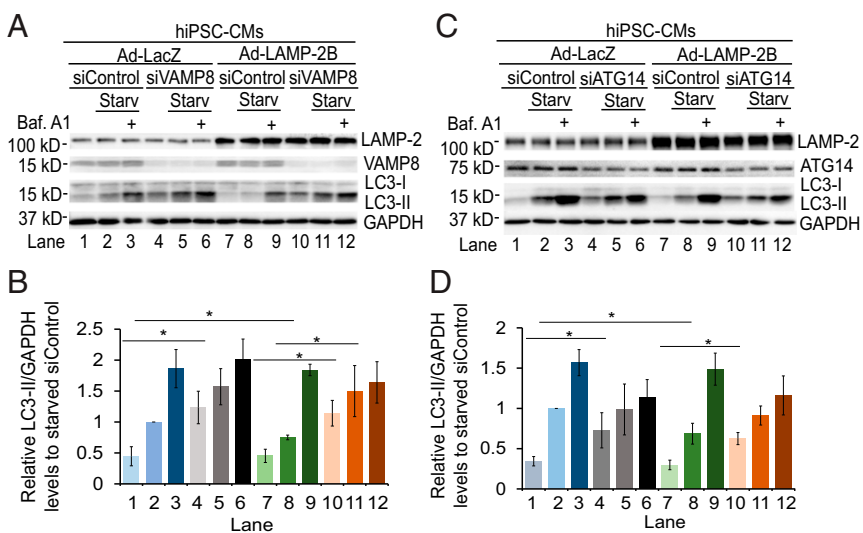 A
hiPSC-CMs
Ad-LacZ Ad-LAMP-2B
siControl siVAMP8 siControl siVAMP8
Starv Starv Starv Starv
Baf. A1 + + + +
100 kD- LAMP-2
15 kD- VAMP8
LC3-I
15 kD- LC3-II
37 kD- GAPDH
Lane 1 2 3 4 5 6 7 8 9 10 11 12
B
Relative LC3-II/GAPDH
levels to starved siControl
2.5
2
1.5
1
0.5
0
* * * *
1 2 3 4 5 6 7 8 9 10 11 12
Lane
C
hiPSC-CMs
Ad-LacZ Ad-LAMP-2B
siControl siATG14 siControl siATG14
Starv Starv Starv Starv
Baf. A1 + + + +
100 kD- LAMP-2
75 kD- ATG14
LC3-I
15 kD- LC3-II
37 kD- GAPDH
Lane 1 2 3 4 5 6 7 8 9 10 11 12
D
Relative LC3-II/GAPDH
levels to starved siControl
2
1.5
1
0.5
0
* * *
1 2 3 4 5 6 7 8 9 10 11 12
Lane